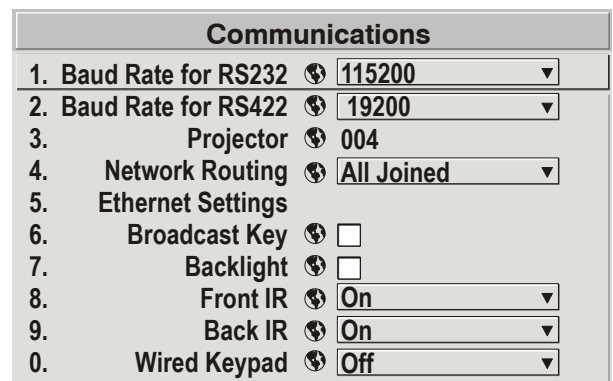 Communications
1. Baud Rate for RS232 115200
2. Baud Rate for RS422 19200
3. Projector 004
4. Network Routing All Joined
5. Ethernet Settings
6. Broadcast Key
7. Backlight
8. Front IR On
9. Back IR On
0. Wired Keypad Off